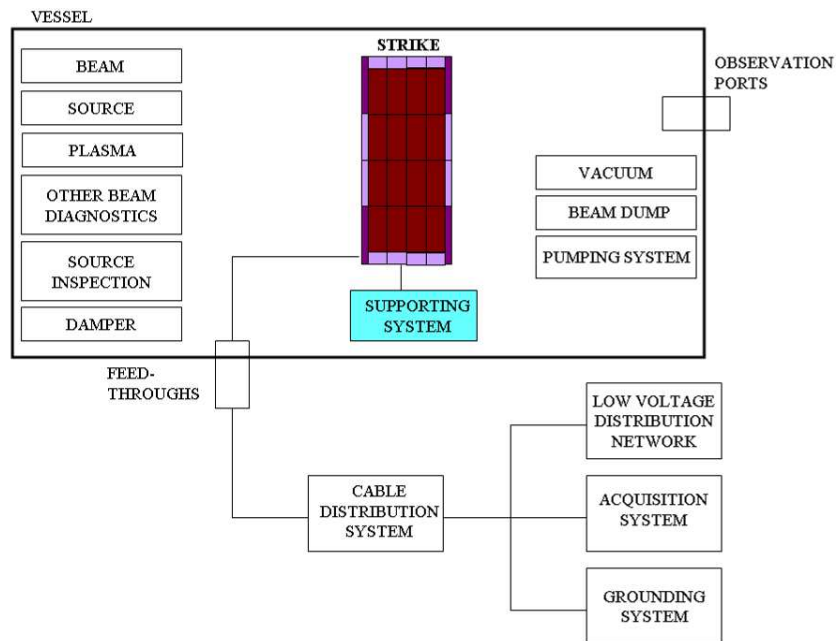 VESSEL
STRIKE
BEAM
SOURCE
PLASMA
OTHER BEAM
DIAGNOSTICS
SOURCE
INSPECTION
DAMPER
OBSERVATION
PORTS
VACUUM
BEAM DUMP
PUMPING SYSTEM
SUPPORTING
SYSTEM
FEED-
THROUGHS
CABLE
DISTRIBUTION
SYSTEM
LOW VOLTAGE
DISTRIBUTION
NETWORK
ACQUISITION
SYSTEM
GROUNDING
SYSTEM